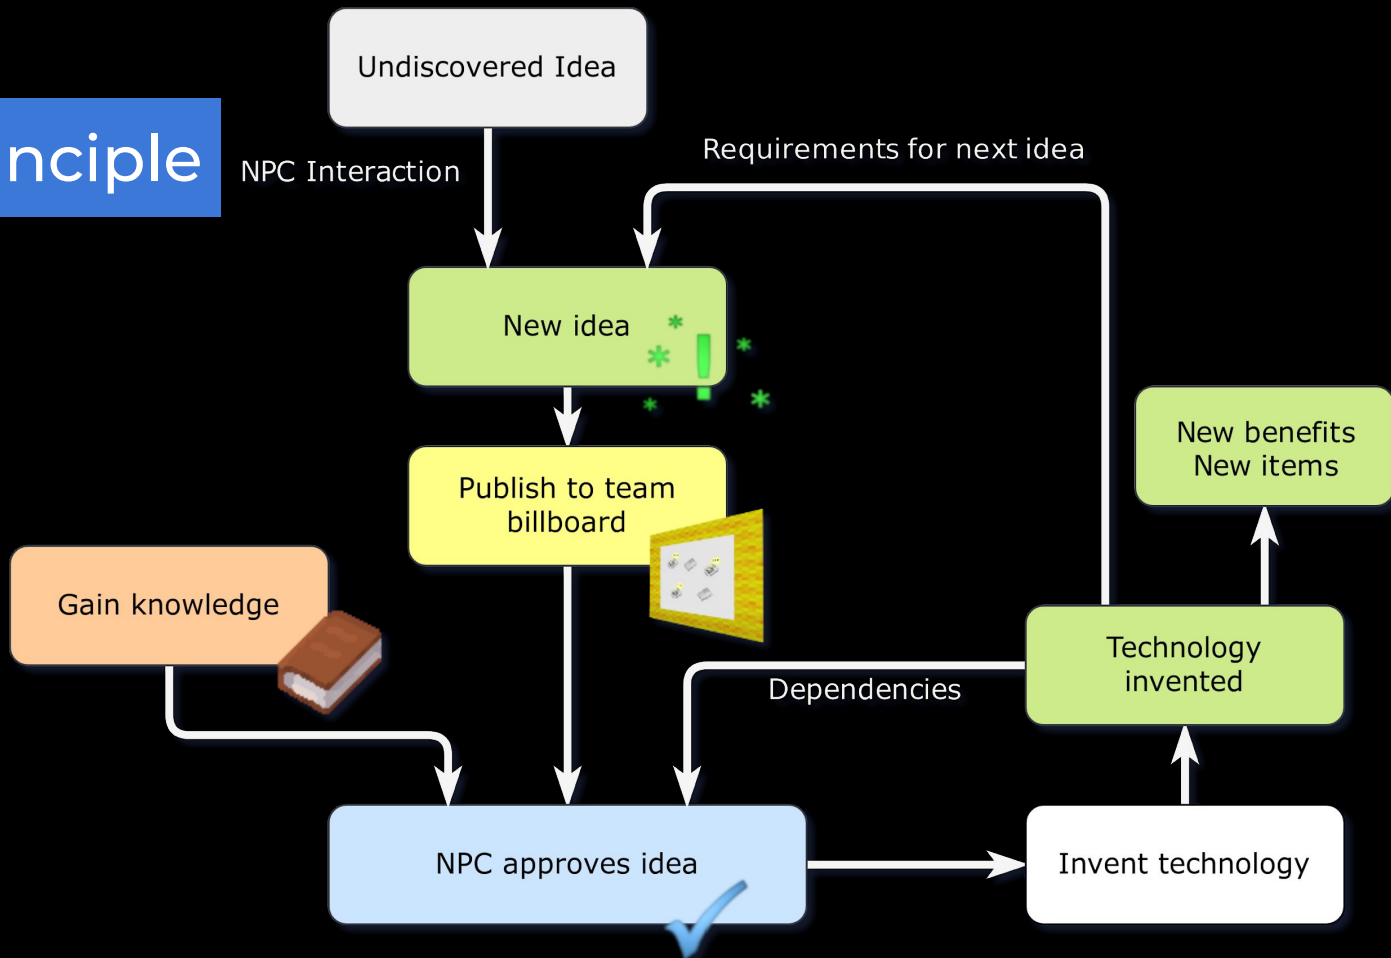 Undiscovered Idea
nciple
NPC Interaction
Requirements for next idea
New idea
Publish to team
billboard
New benefits
New items
Gain knowledge
Technology
invented
Dependencies
NPC approves idea
Invent technology